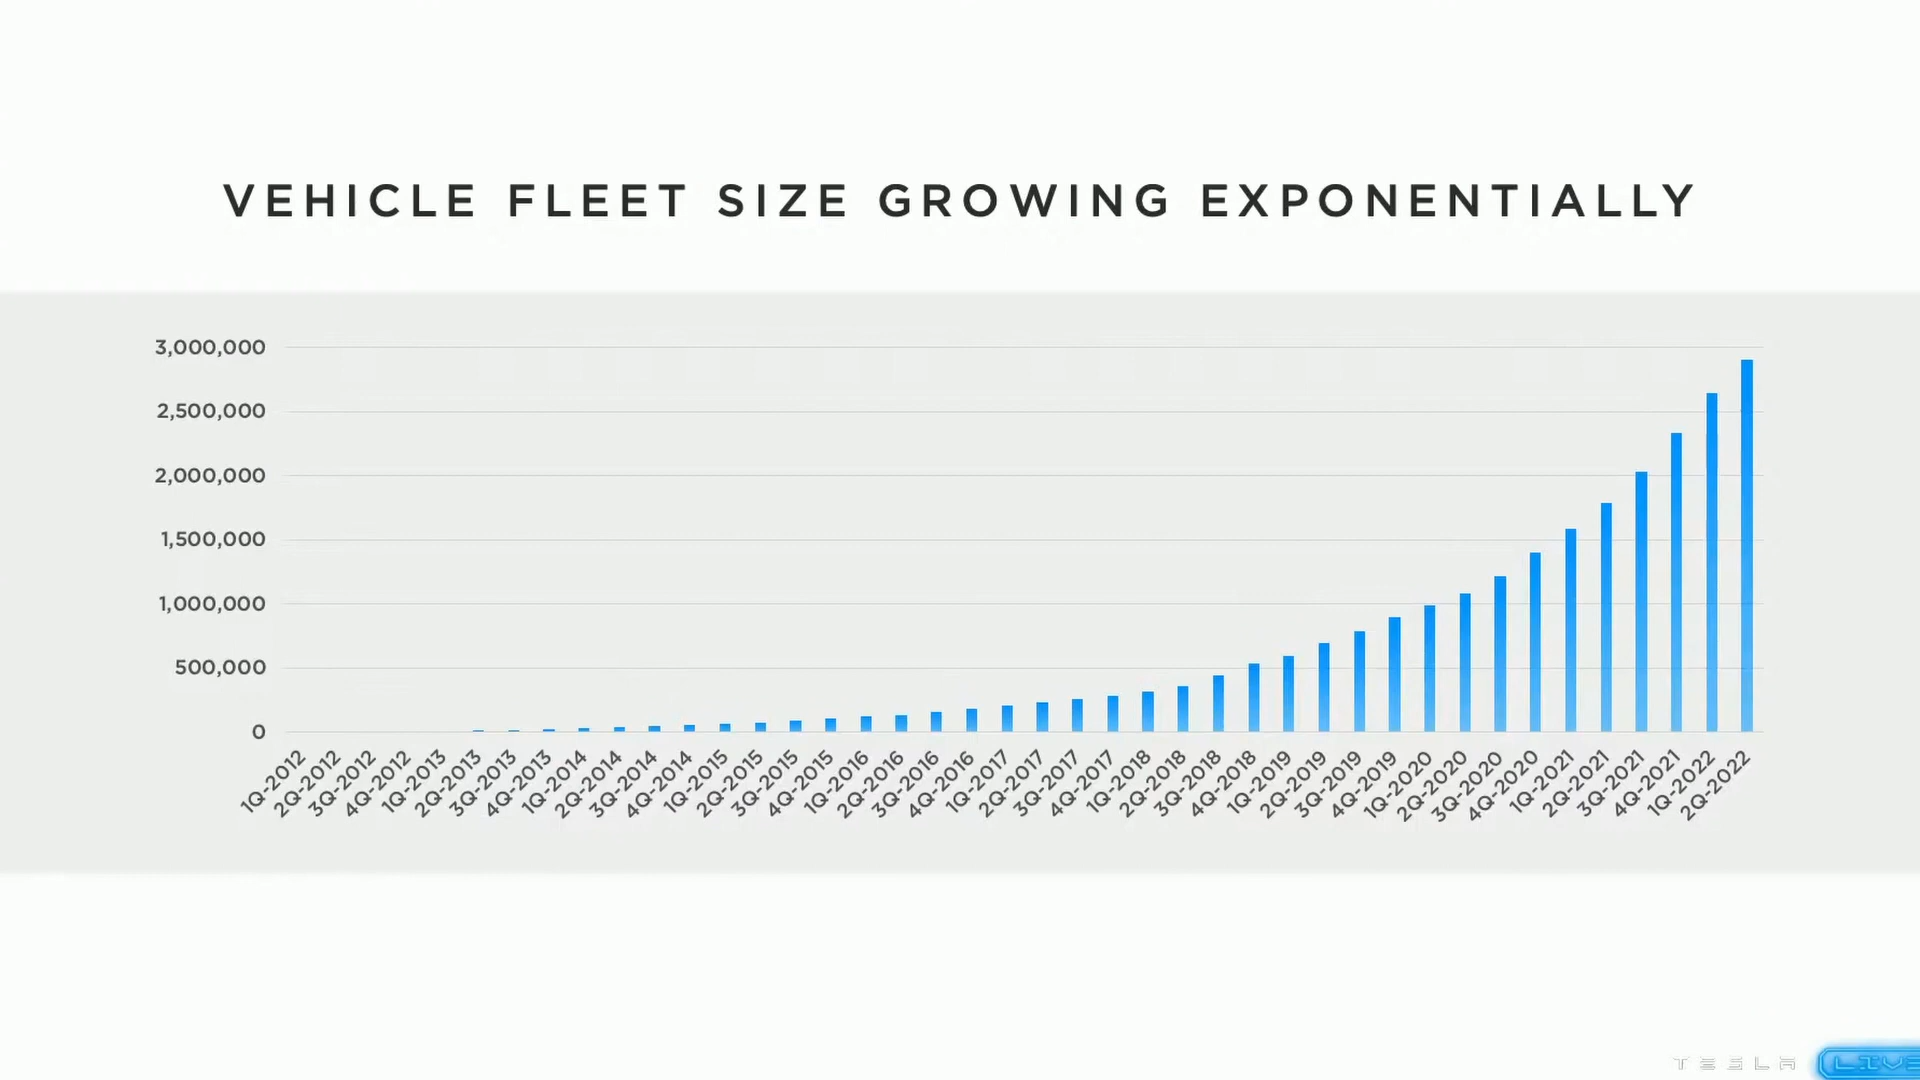 VEHICLE FLEET SIZE GROWING EXPONENTIALLY
3,000,000
2,500,000
2,000,000
1,500,000
1,000,000
500,000
0
1Q-2012
2Q-2012
3Q-2012
4Q-2012
1Q-2013
2Q-2013
3Q-2013
4Q-2013
1Q-2014
2Q-2014
3Q-2014
4Q-2014
1Q-2015
2Q-2015
3Q-2015
4Q-2015
1Q-2016
2Q-2016
3Q-2016
4Q-2016
1Q-2017
2Q-2017
3Q-2017
4Q-2017
1Q-2018
2Q-2018
3Q-2018
4Q-2018
1Q-2019
2Q-2019
3Q-2019
4Q-2019
1Q-2020
2Q-2020
3Q-2020
4Q-2020
1Q-2021
2Q-2021
3Q-2021
4Q-2021
1Q-2022
2Q-2022
TESLA LIVE